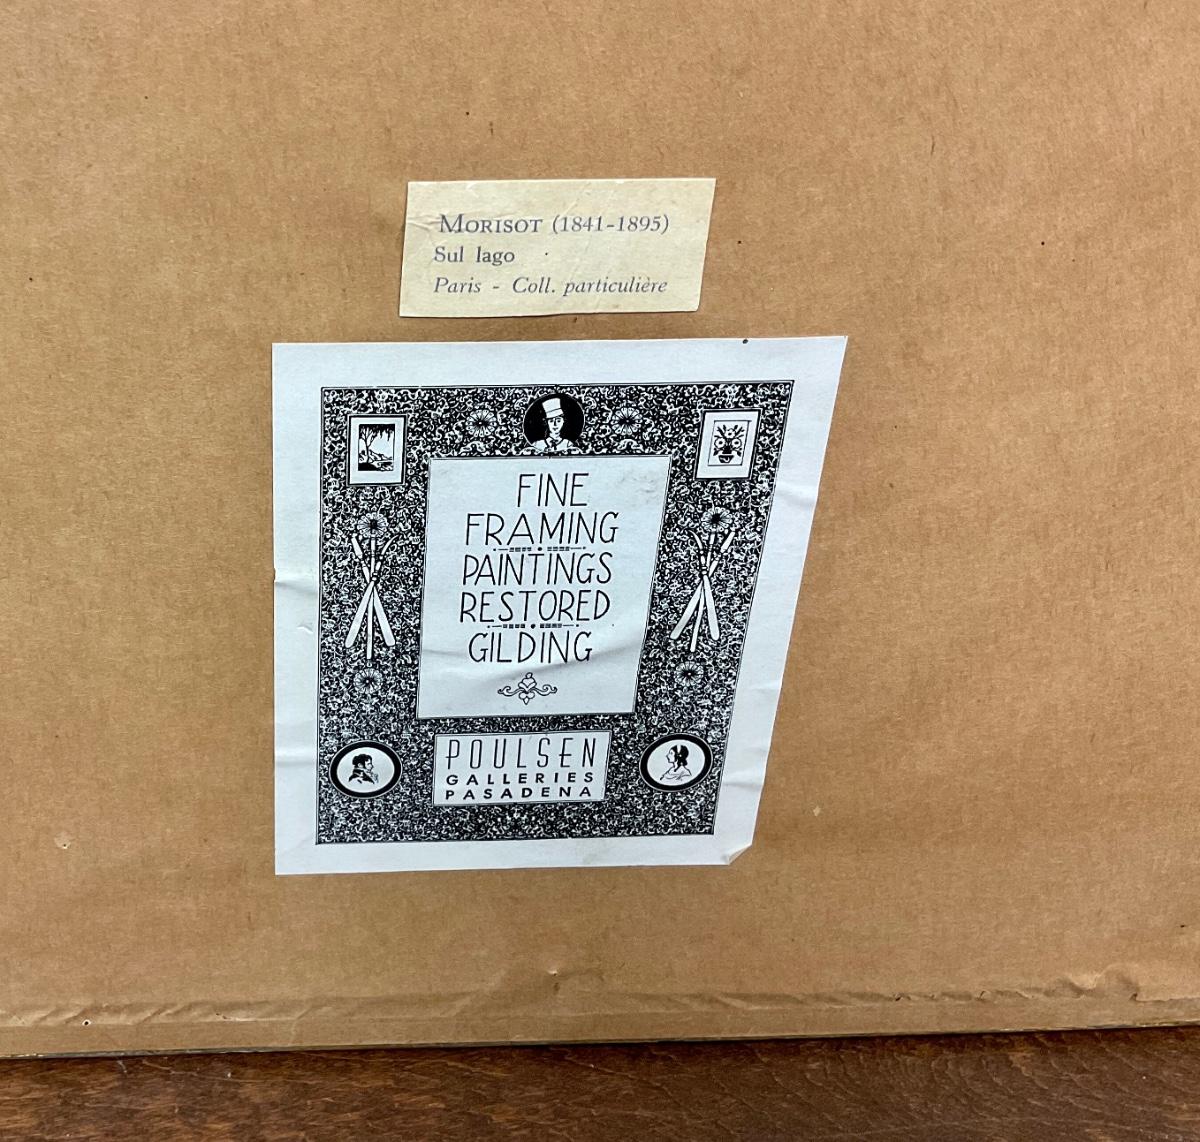 MORISOT (1841-1895)
Sul lago
Paris - Coll. particulière
FINE
FRAMING
PAINTINGS
RESTORED
GILDING
POULSEN
GALLERIES
PASADENA